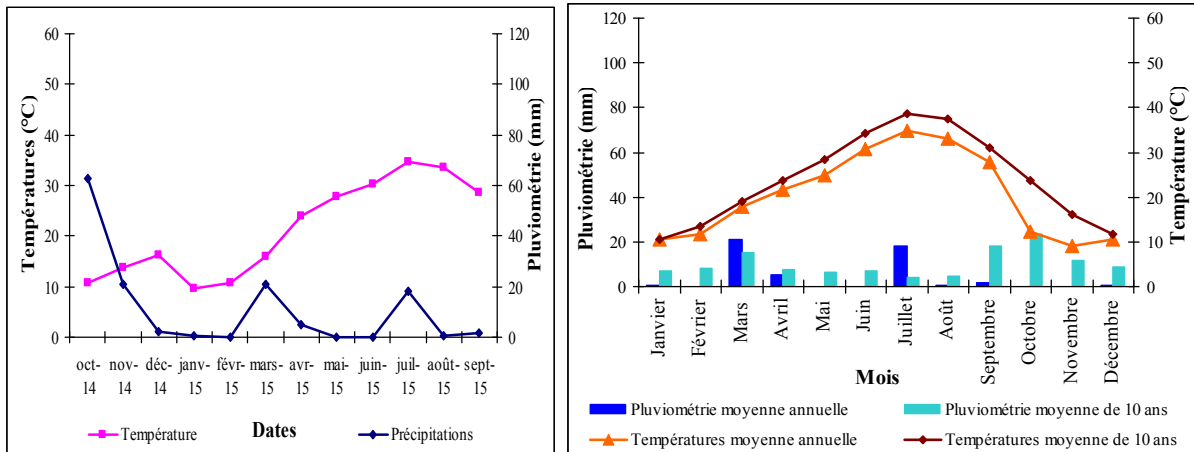 60
50
40
30
20
10
0
Températures (°C)
120
100
80
60
40
20
0
Pluviométrie (mm)
oct-14
nov-14
déc-14
janv-15
févr-15
mars-15
avr-15
mai-15
juin-15
juil-15
août-15
sept-15
Température
Dates
Précipitations
120
100
80
60
40
20
0
Pluviométrie (mm)
60
50
40
30
20
10
0
Température (°C)
Janvier
Février
Mars
Avril
Mai
Juin
Juillet
Août
Septembre
Octobre
Novembre
Décembre
Mois
Pluviométrie moyenne annuelle
Pluviométrie moyenne de 10 ans
Températures moyenne annuelle
Températures moyenne de 10 ans